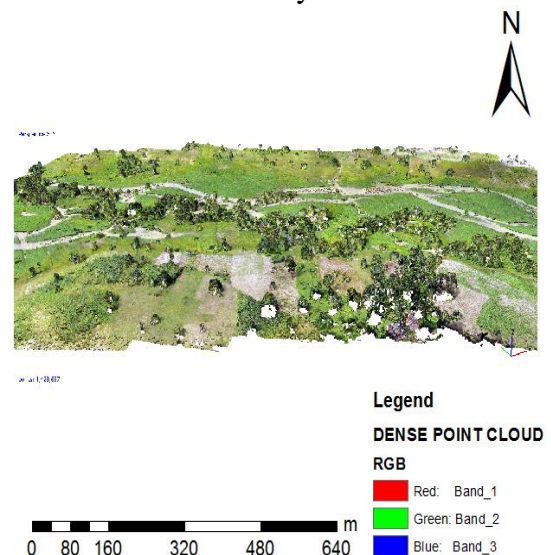 N
Legend
DENSE POINT CLOUD
RGB
Red: Band_1
Green: Band_2
Blue: Band_3
m
0 80 160 320 480 640